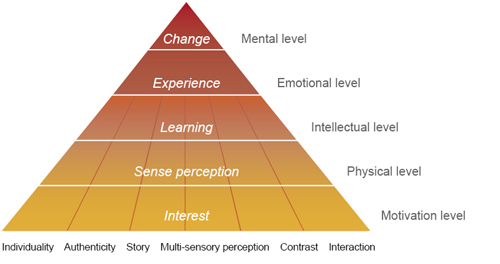 Change Mental level
Experience Emotional level
Learning Intellectual level
Sense perception Physical level
Interest Motivation level
Individuality Authenticity Story Multi-sensory perception Contrast Interaction